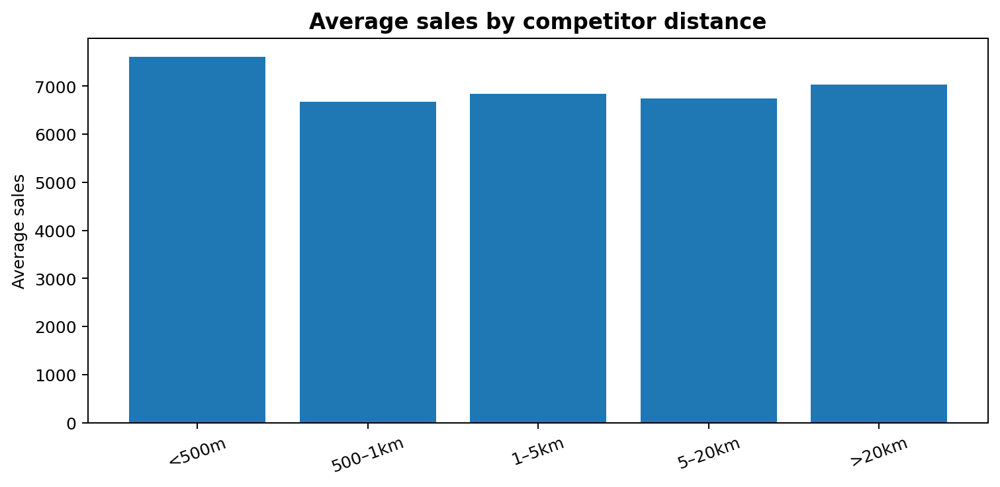 Average sales by competitor distance
Average sales
7000
6000
5000
4000
3000
2000
1000
0
<500m
500–1km
1–5km
5–20km
>20km